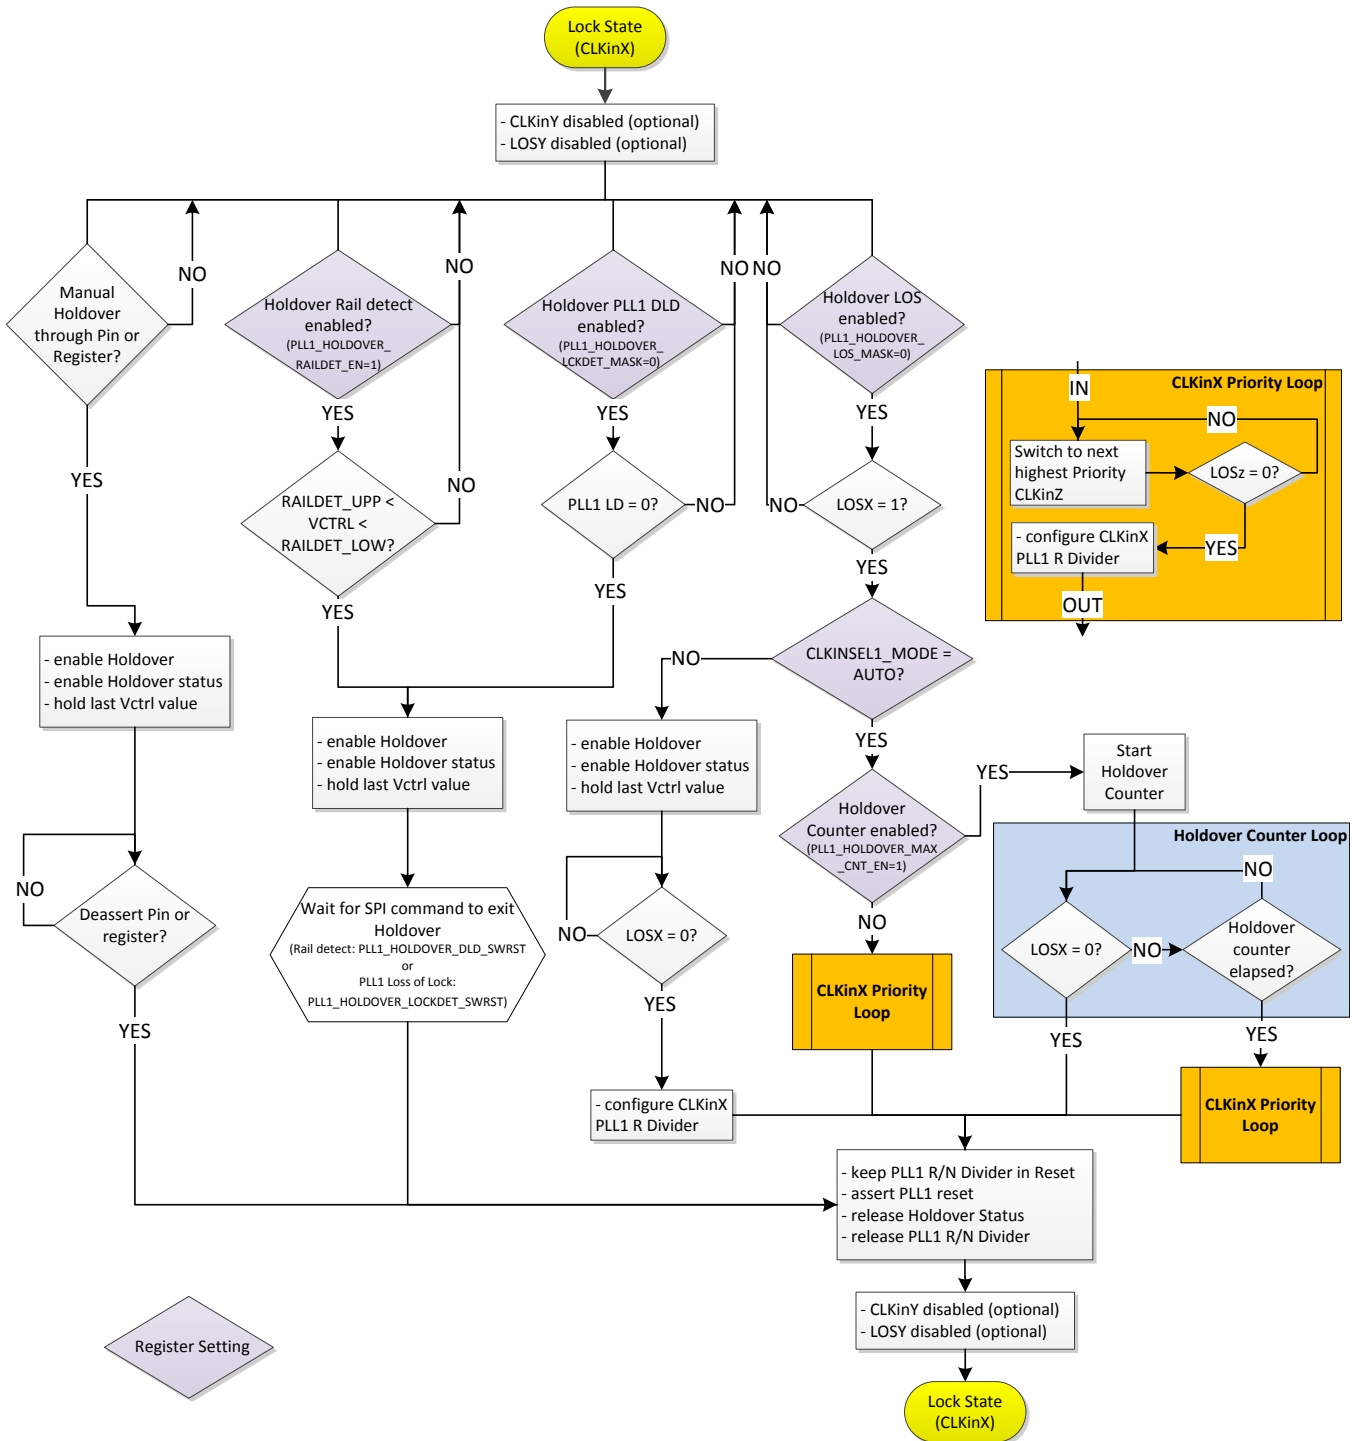 Lock State
(CLKinX)
- CLKinY disabled (optional)
- LOSY disabled (optional)
NO
NO
NO
NO
Manual
Holdover
through Pin or
Register?
Holdover Rail detect
enabled?
(PLL1_HOLDOVER_
RAILDET_EN=1)
Holdover PLL1 DLD
enabled?
(PLL1_HOLDOVER_
LCKDET_MASK=0)
Holdover LOS
enabled?
(PLL1_HOLDOVER_
LOS_MASK=0)
CLKinX Priority Loop
IN
NO
Switch to next
highest Priority
CLKinZ
LOSz = 0?
- configure CLKinX
PLL1 R Divider
YES
OUT
YES
YES
YES
YES
RAILDET_UPP <
VCTRL <
RAILDET_LOW?
NO
PLL1 LD = 0?
NO
NO
LOSX = 1?
YES
YES
YES
- enable Holdover
- enable Holdover status
- hold last Vctrl value
NO
CLKINSEL1_MODE =
AUTO?
- enable Holdover
- enable Holdover status
- hold last Vctrl value
- enable Holdover
- enable Holdover status
- hold last Vctrl value
YES
Holdover
Counter enabled?
(PLL1_HOLDOVER_MAX
_CNT_EN=1)
YES
Start
Holdover
Counter
Holdover Counter Loop
NO
LOSX = 0?
NO
Holdover
counter
elapsed?
NO
Deassert Pin or
register?
Wait for SPI command to exit
Holdover
(Rail detect: PLL1_HOLDOVER_DLD_SWRST
or
PLL1 Loss of Lock:
PLL1_HOLDOVER_LOCKDET_SWRST)
NO
LOSX = 0?
NO
CLKinX Priority
Loop
YES
YES
YES
YES
CLKinX Priority
Loop
- configure CLKinX
PLL1 R Divider
- keep PLL1 R/N Divider in Reset
- assert PLL1 reset
- release Holdover Status
- release PLL1 R/N Divider
- CLKinY disabled (optional)
- LOSY disabled (optional)
Register Setting
Lock State
(CLKinX)